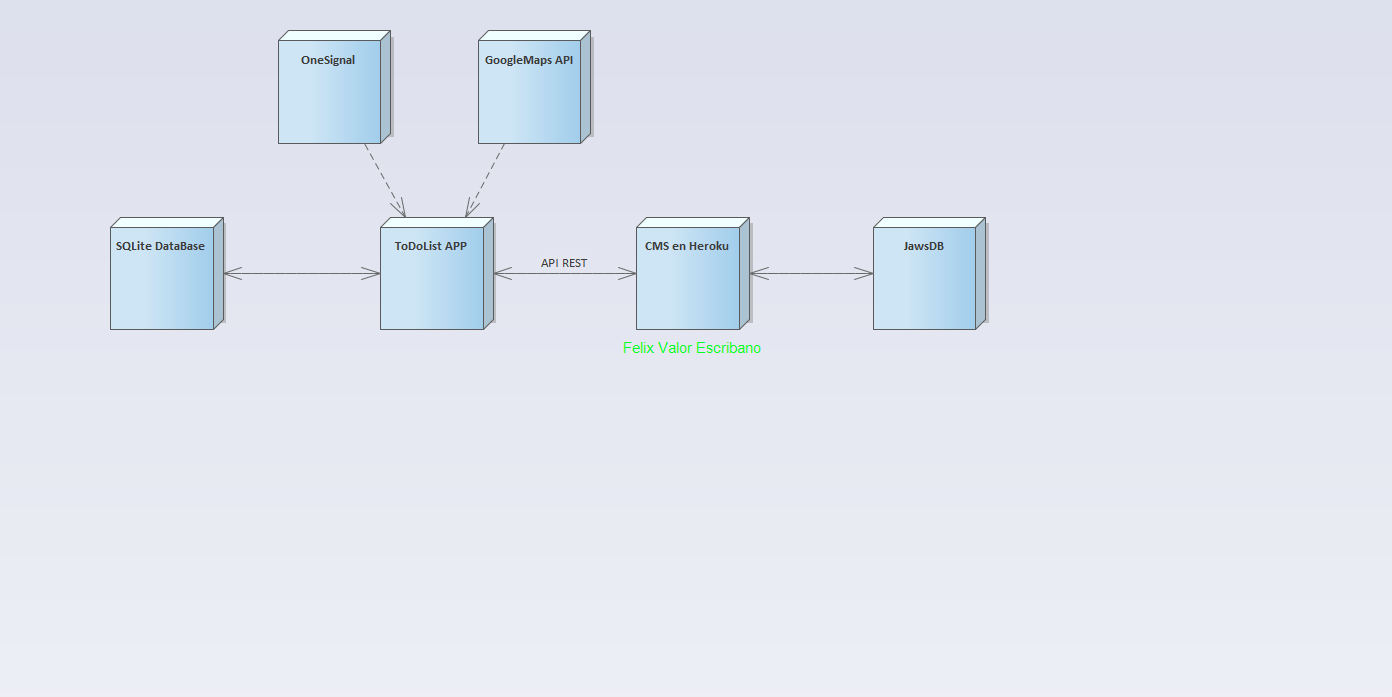 OneSignal
GoogleMaps API
SQLite DataBase
ToDoList APP
API REST
CMS en Heroku
JawsDB
Felix Valor Escribano